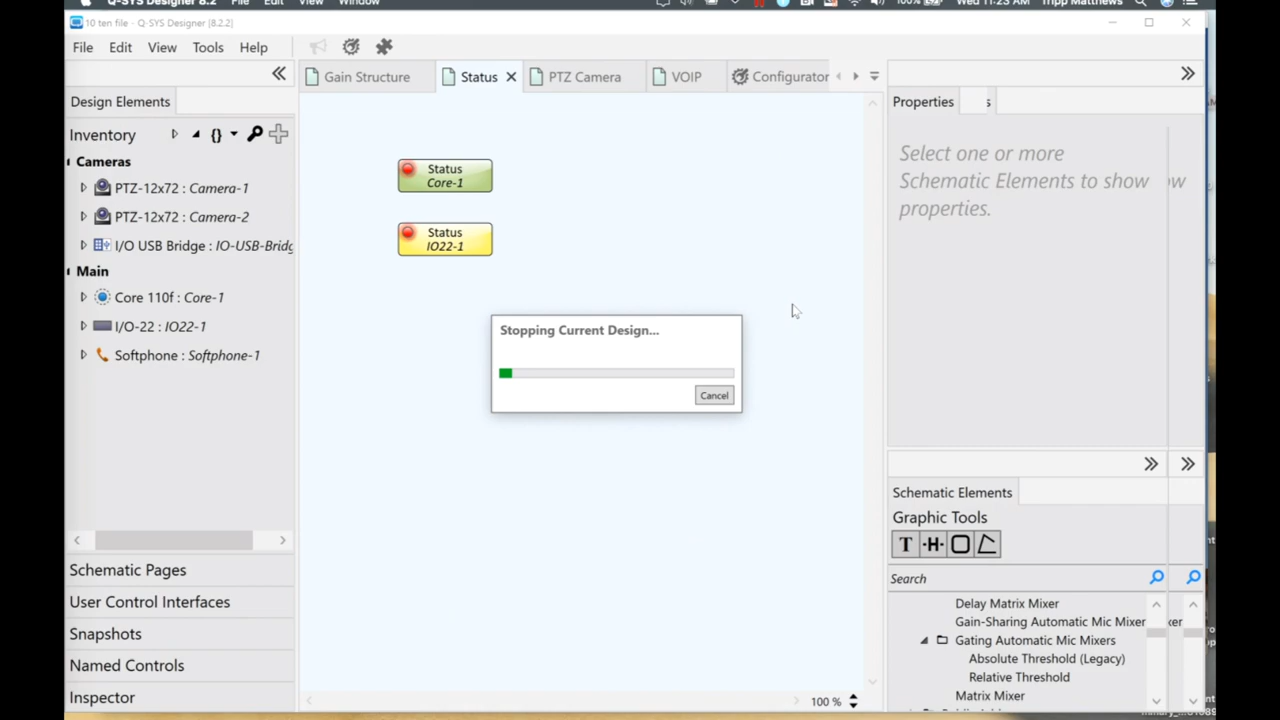 Q-SYS Designer 8.2 File Edit View Window
100% Wed 11:23 AM Tripp Matthews
10 ten file - Q-SYS Designer (8.2.2)
File Edit View Tools Help
Design Elements
Gain Structure Status PTZ Camera VOIP Configurator
Properties s
Inventory {}
Cameras
PTZ-12x72 : Camera-1
PTZ-12x72 : Camera-2
I/O USB Bridge : IO-USB-Bridg
Main
Core 110f : Core-1
I/O-22 : IO22-1
Softphone : Softphone-1
Schematic Pages
User Control Interfaces
Snapshots
Named Controls
Inspector
Status
Core-1
Status
IO22-1
Stopping Current Design...
Cancel
100 %
Select one or more
Schematic Elements to show ow
properties.
Schematic Elements
Graphic Tools
T H
Search
Delay Matrix Mixer
Gain-Sharing Automatic Mic Mixer xer
Gating Automatic Mic Mixers
Absolute Threshold (Legacy)
Relative Threshold
Matrix Mixer